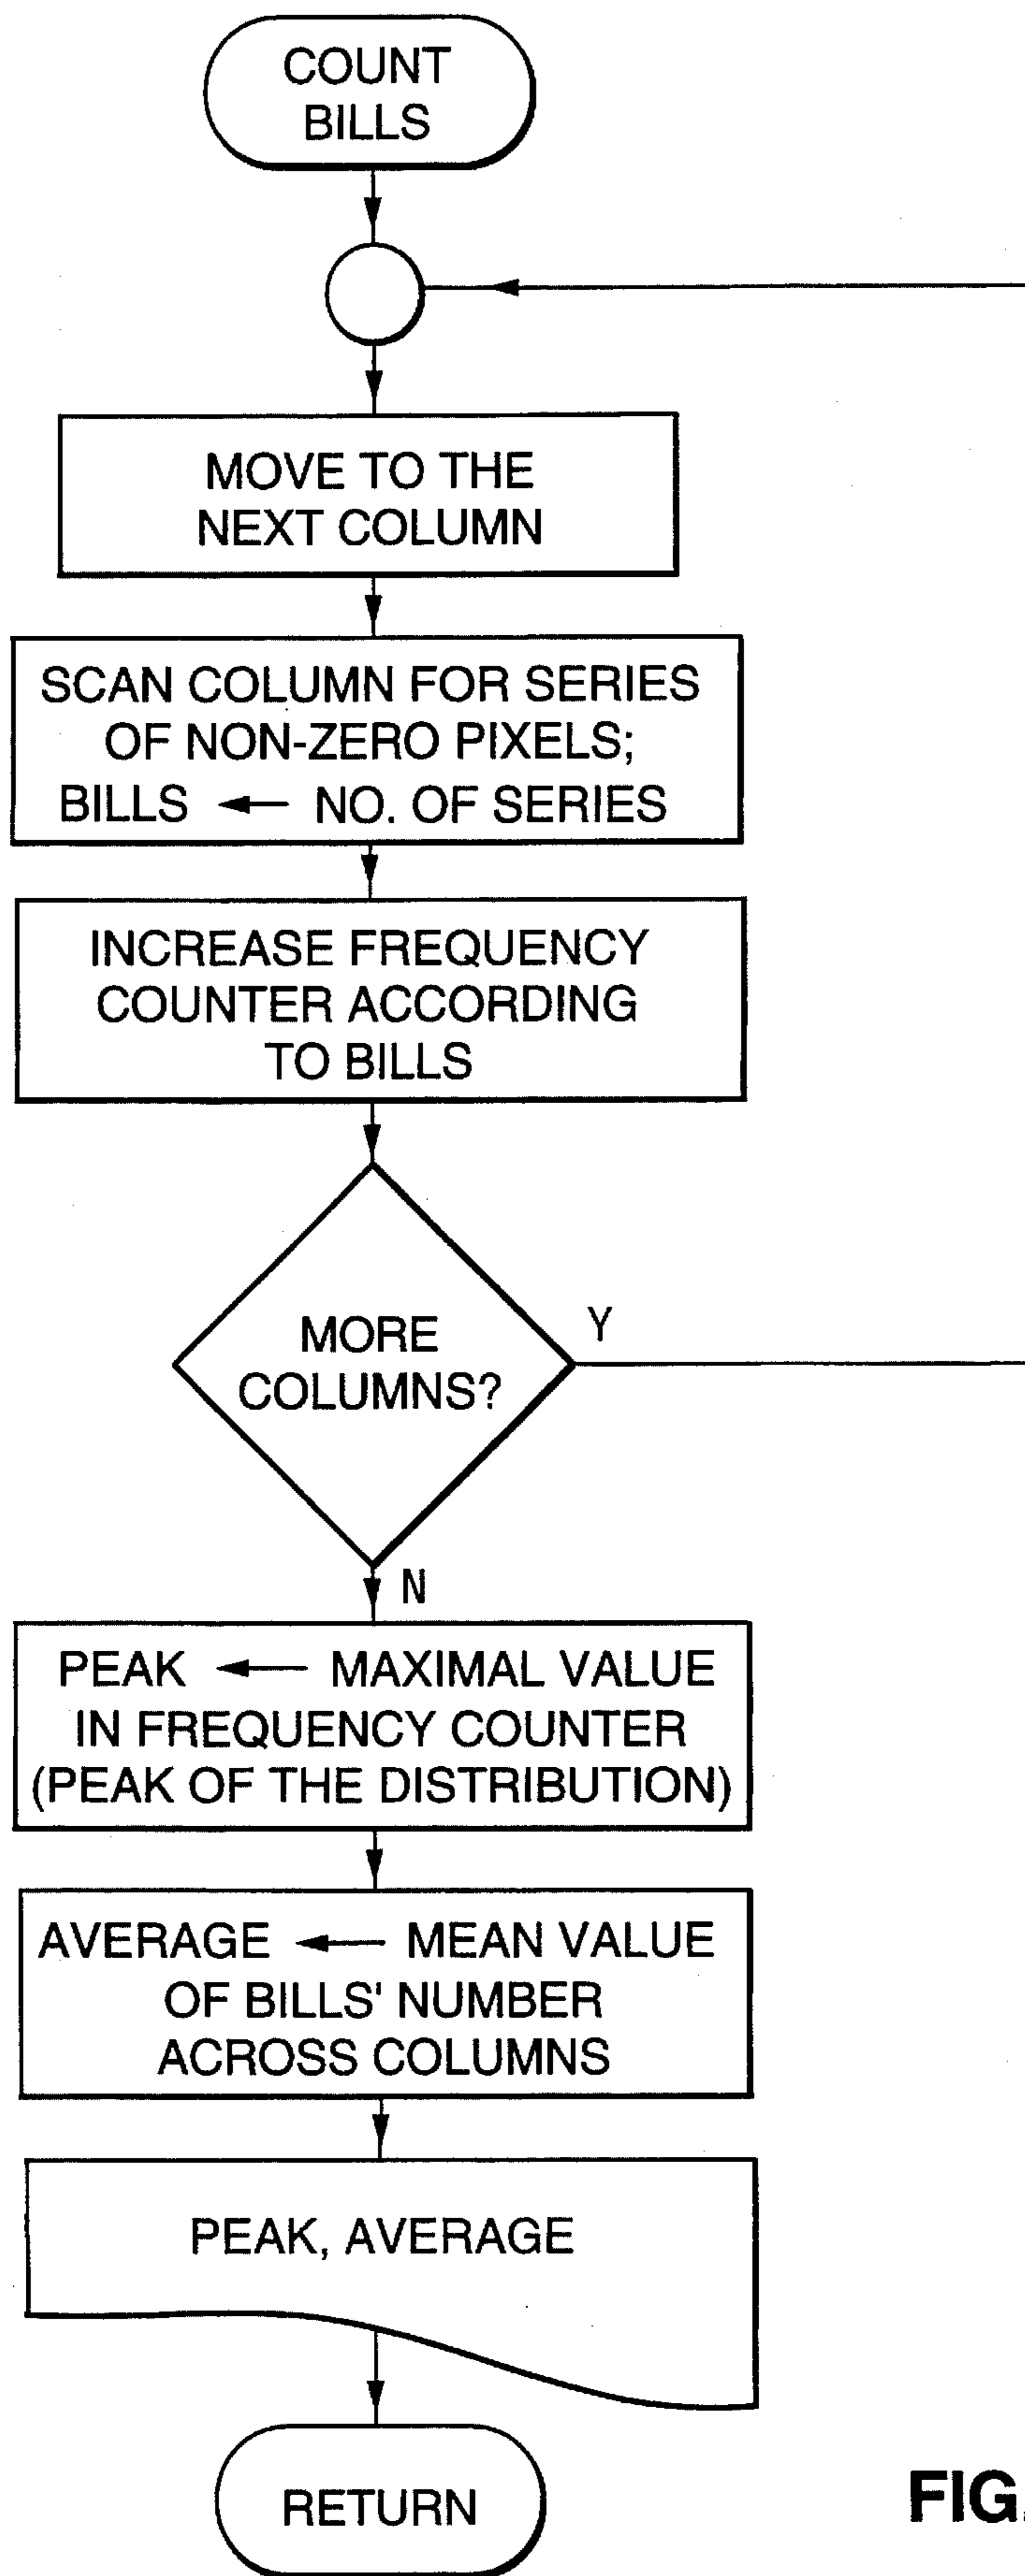 COUNT
BILLS
MOVE TO THE
NEXT COLUMN
SCAN COLUMN FOR SERIES
OF NON-ZERO PIXELS;
BILLS ← NO. OF SERIES
INCREASE FREQUENCY
COUNTER ACCORDING
TO BILLS
MORE
COLUMNS?
Y
N
PEAK ← MAXIMAL VALUE
IN FREQUENCY COUNTER
(PEAK OF THE DISTRIBUTION)
AVERAGE ← MEAN VALUE
OF BILLS' NUMBER
ACROSS COLUMNS
PEAK, AVERAGE
RETURN
FIG.